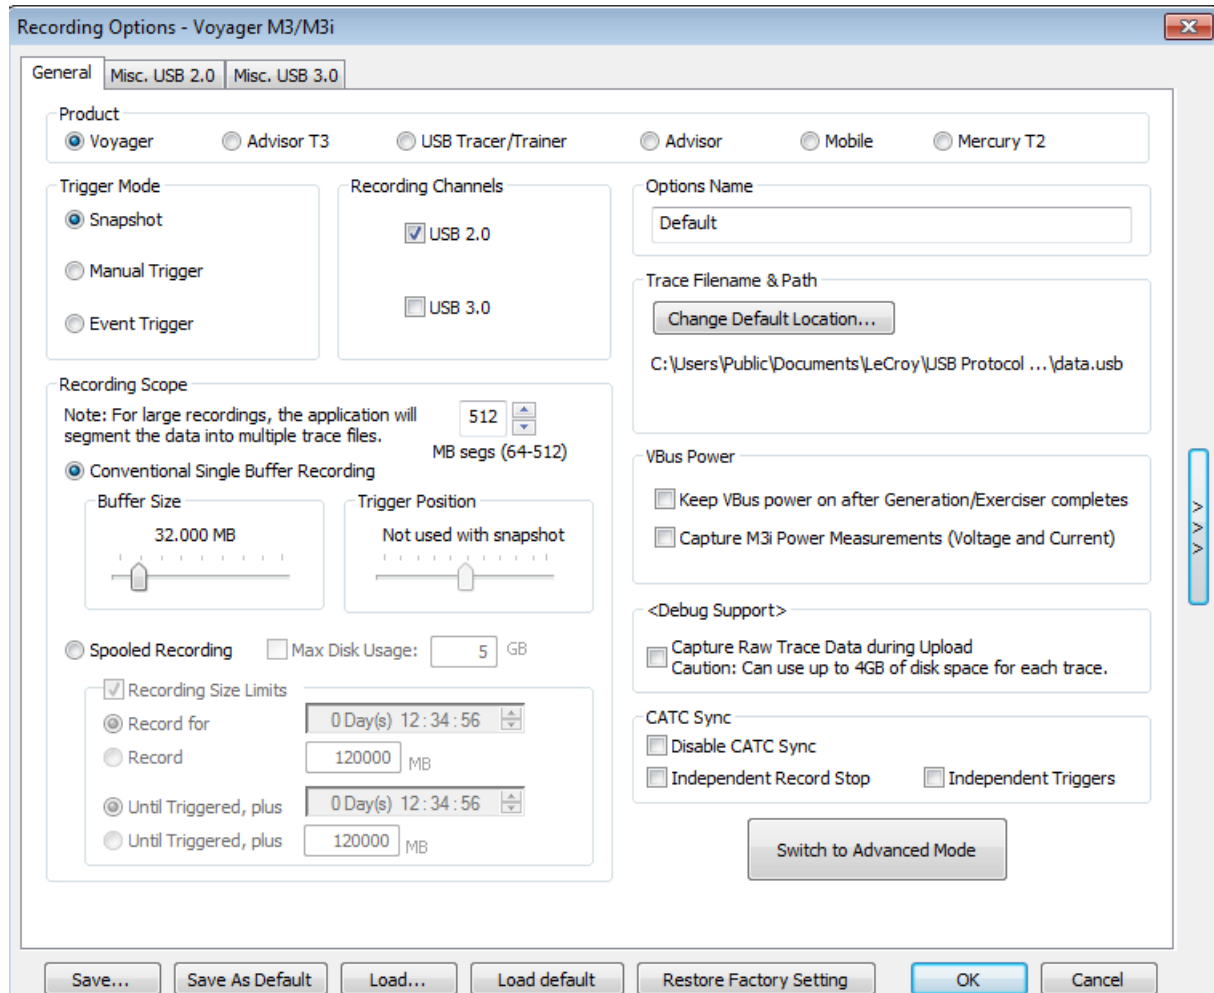 Recording Options - Voyager M3/M3i
General Misc. USB 2.0 Misc. USB 3.0
Product
Voyager Advisor T3 USB Tracer/Trainer Advisor Mobile Mercury T2
Trigger Mode
Snapshot
Manual Trigger
Event Trigger
Recording Channels
USB 2.0
USB 3.0
Options Name
Default
Trace Filename & Path
Change Default Location...
C:\Users\Public\Documents\LeCroy\USB Protocol ...\data.usb
Recording Scope
Note: For large recordings, the application will
segment the data into multiple trace files.
512
MB segs (64-512)
Conventional Single Buffer Recording
Buffer Size
32.000 MB
Trigger Position
Not used with snapshot
Spooled Recording Max Disk Usage: 5 GB
Recording Size Limits
Record for 0 Day(s) 12 : 34 : 56
Record 120000 MB
Until Triggered, plus 0 Day(s) 12 : 34 : 56
Until Triggered, plus 120000 MB
VBus Power
Keep VBus power on after Generation/Exerciser completes
Capture M3i Power Measurements (Voltage and Current)
<Debug Support>
Capture Raw Trace Data during Upload
Caution: Can use up to 4GB of disk space for each trace.
CATC Sync
Disable CATC Sync
Independent Record Stop Independent Triggers
Switch to Advanced Mode
>
>
>
Save... Save As Default Load... Load default Restore Factory Setting OK Cancel